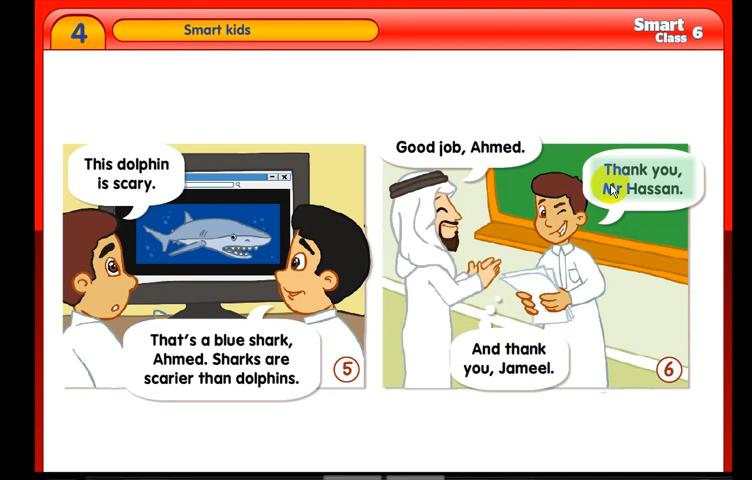 4
Smart kids
Smart
Class 6
This dolphin
is scary.
That's a blue shark,
Ahmed. Sharks are
scarier than dolphins.
5
Good job, Ahmed.
Thank you,
Mr Hassan.
And thank
you, Jameel.
6